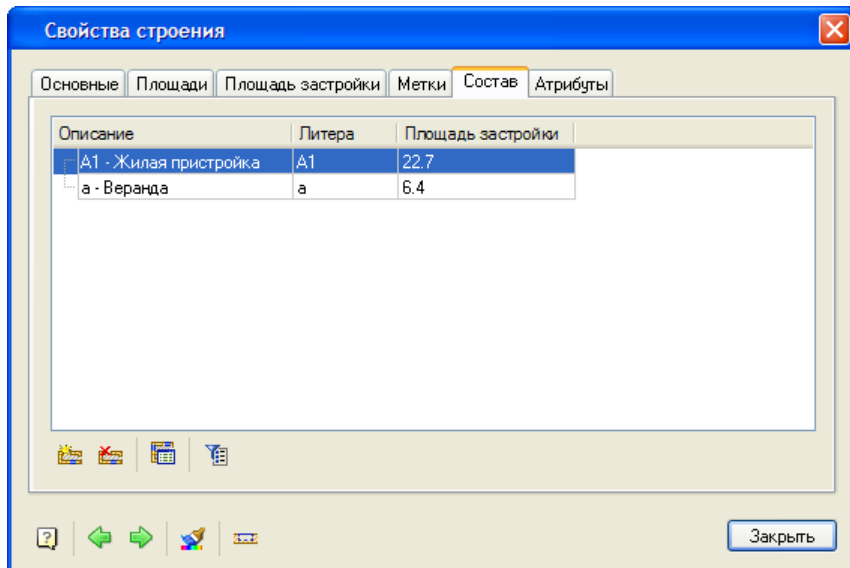 Свойства строения
Основные Площади Площадь застройки Метки Состав Атрибуты
Описание Литера Площадь застройки
А1 - Жилая пристройка А1 22.7
а - Веранда а 6.4
Закрыть